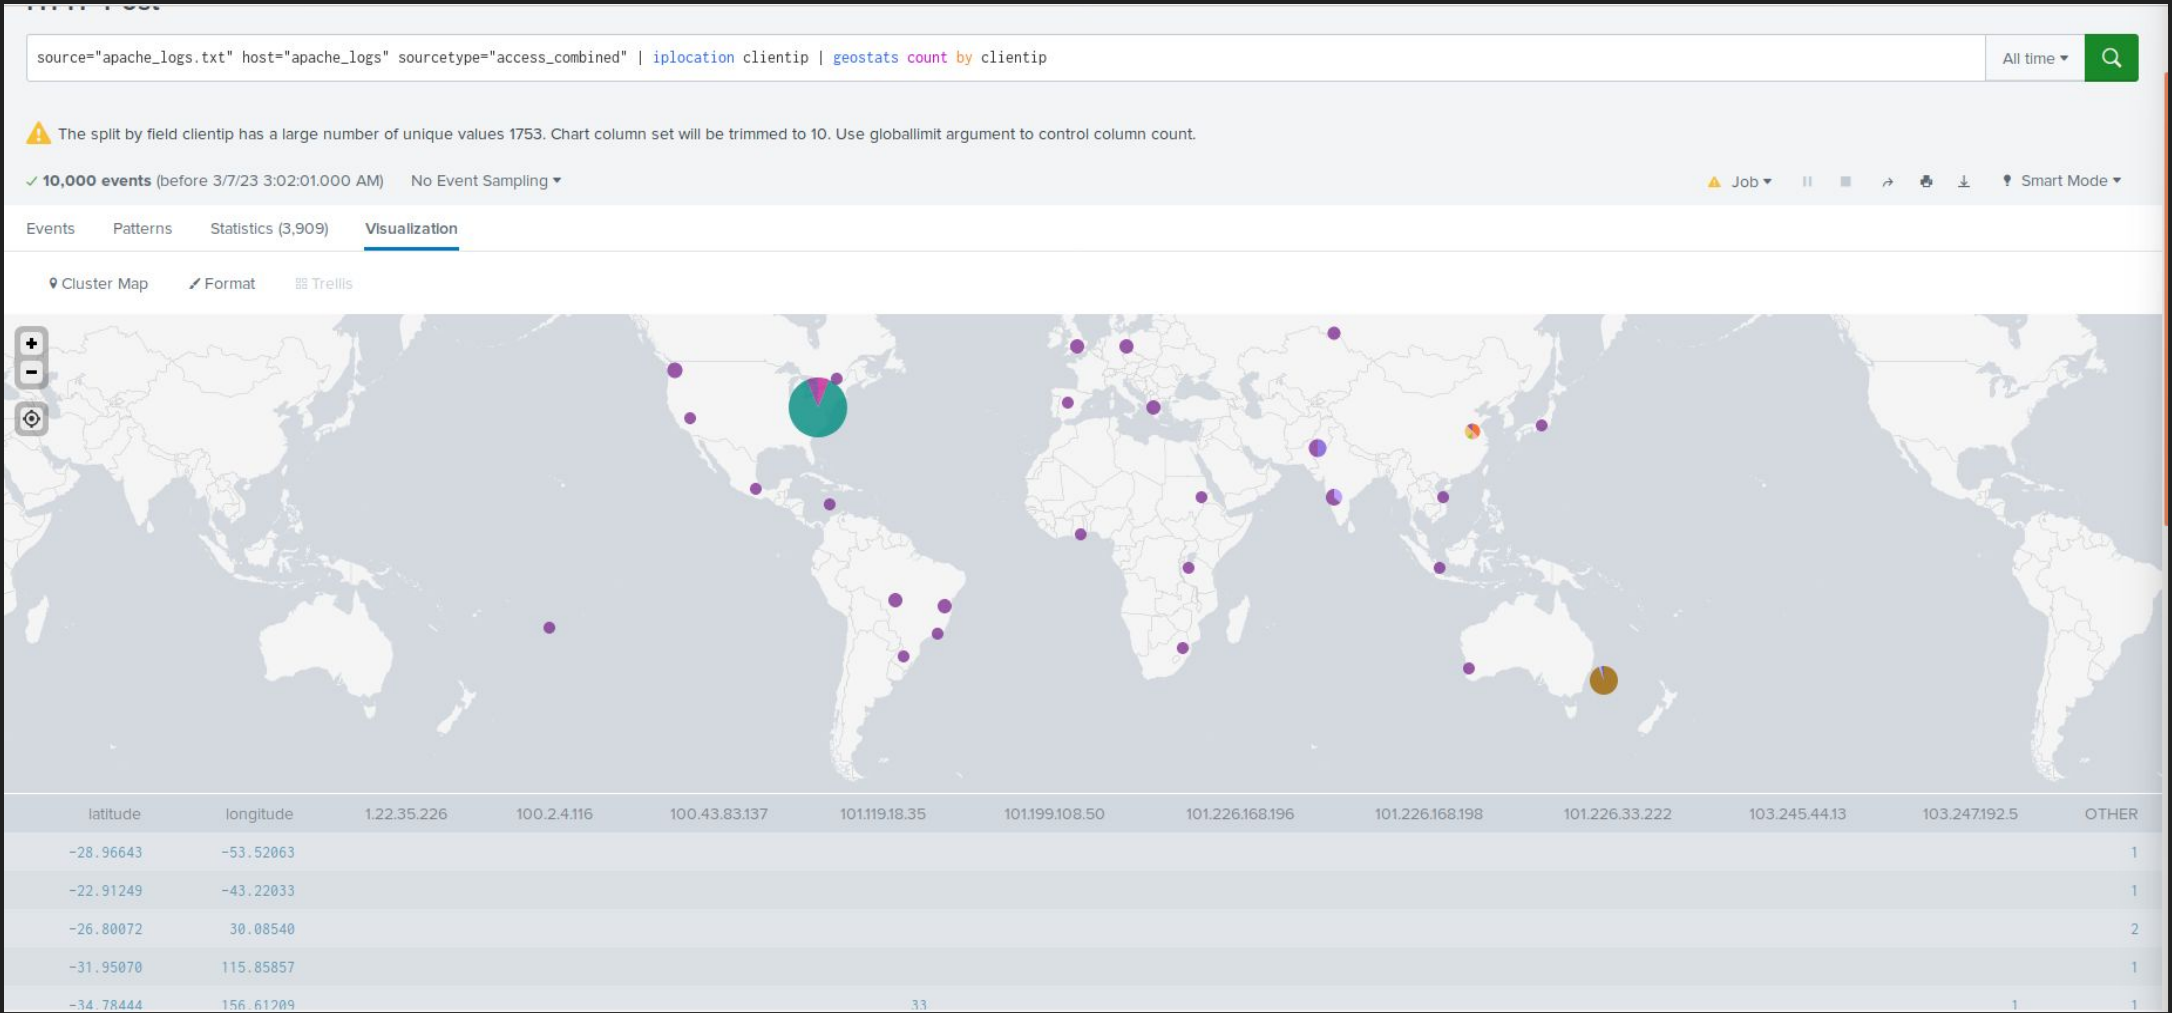 source="apache_logs.txt" host="apache_logs" sourcetype="access_combined" | iplocation clientip | geostats count by clientip
All time
The split by field clientip has a large number of unique values 1753. Chart column set will be trimmed to 10. Use globallimit argument to control column count.
10,000 events (before 3/7/23 3:02:01.000 AM) No Event Sampling
Job Smart Mode
Events Patterns Statistics (3,909) Visualization
Cluster Map Format Trellis
+
-
latitude longitude 1.22.35.226 100.2.4.116 100.43.83.137 101.119.18.35 101.199.108.50 101.226.168.196 101.226.168.198 101.226.33.222 103.245.44.13 103.247.192.5 OTHER
-28.96643 -53.52063 1
-22.91249 -43.22033 1
-26.80072 30.08540 2
-31.95070 115.85857 1
-34.78444 156.61209 33 1 1